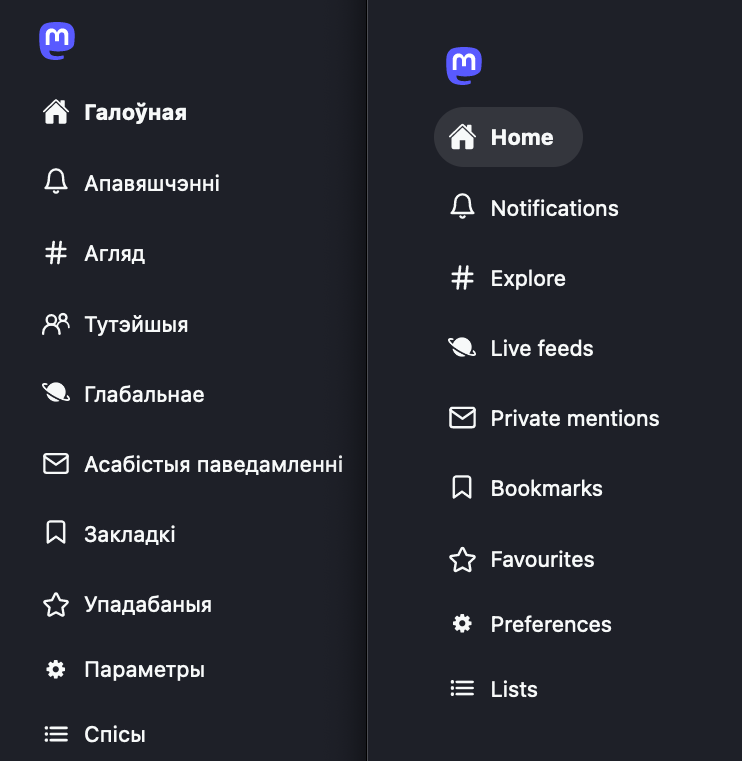 Галоўная
Апавяшчэнні
Агляд
Тутэйшыя
Глабальнае
Асабістыя паведамленні
Закладкі
Упадабаныя
Параметры
Спісы
Home
Notifications
Explore
Live feeds
Private mentions
Bookmarks
Favourites
Preferences
Lists